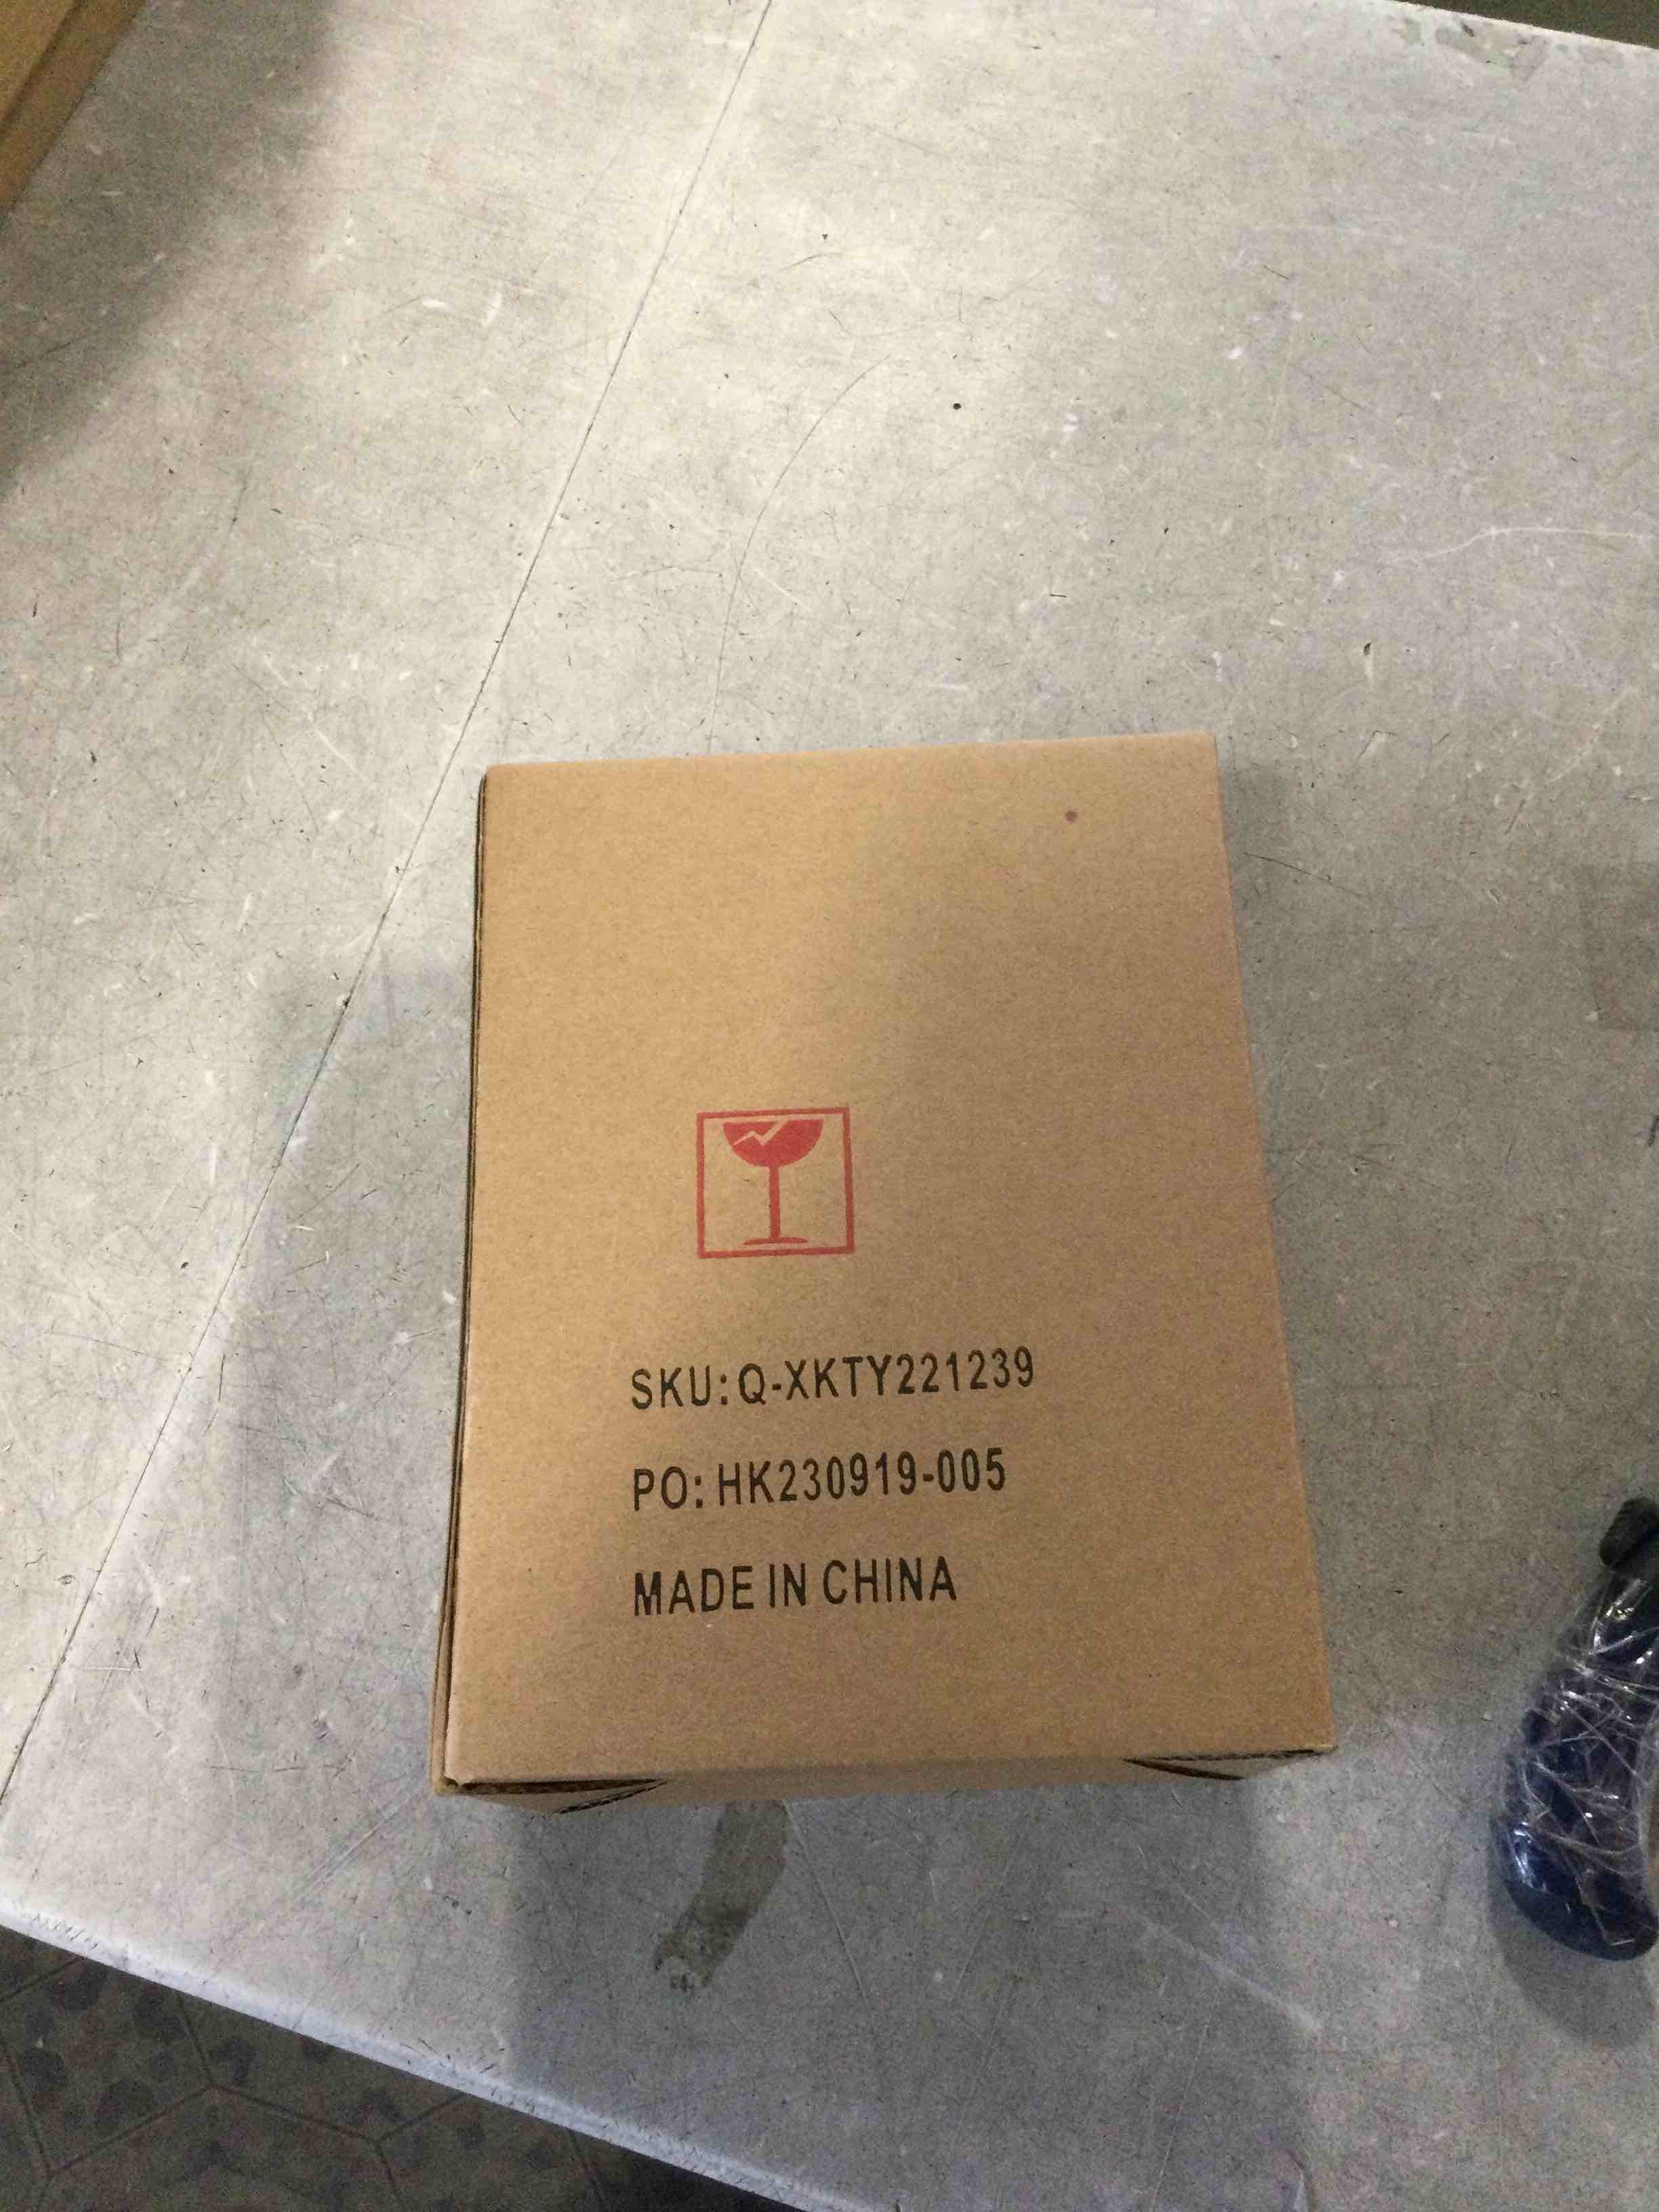 SKU: Q-XKTY221239
PO: HK230919-005
MADE IN CHINA